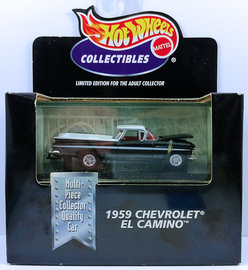 Hot Wheels
MATTEL
COLLECTIBLES
LIMITED EDITION FOR THE ADULT COLLECTOR
Multi-
Piece
Collector
Quality
Car
1959 CHEVROLET®
EL CAMINO™